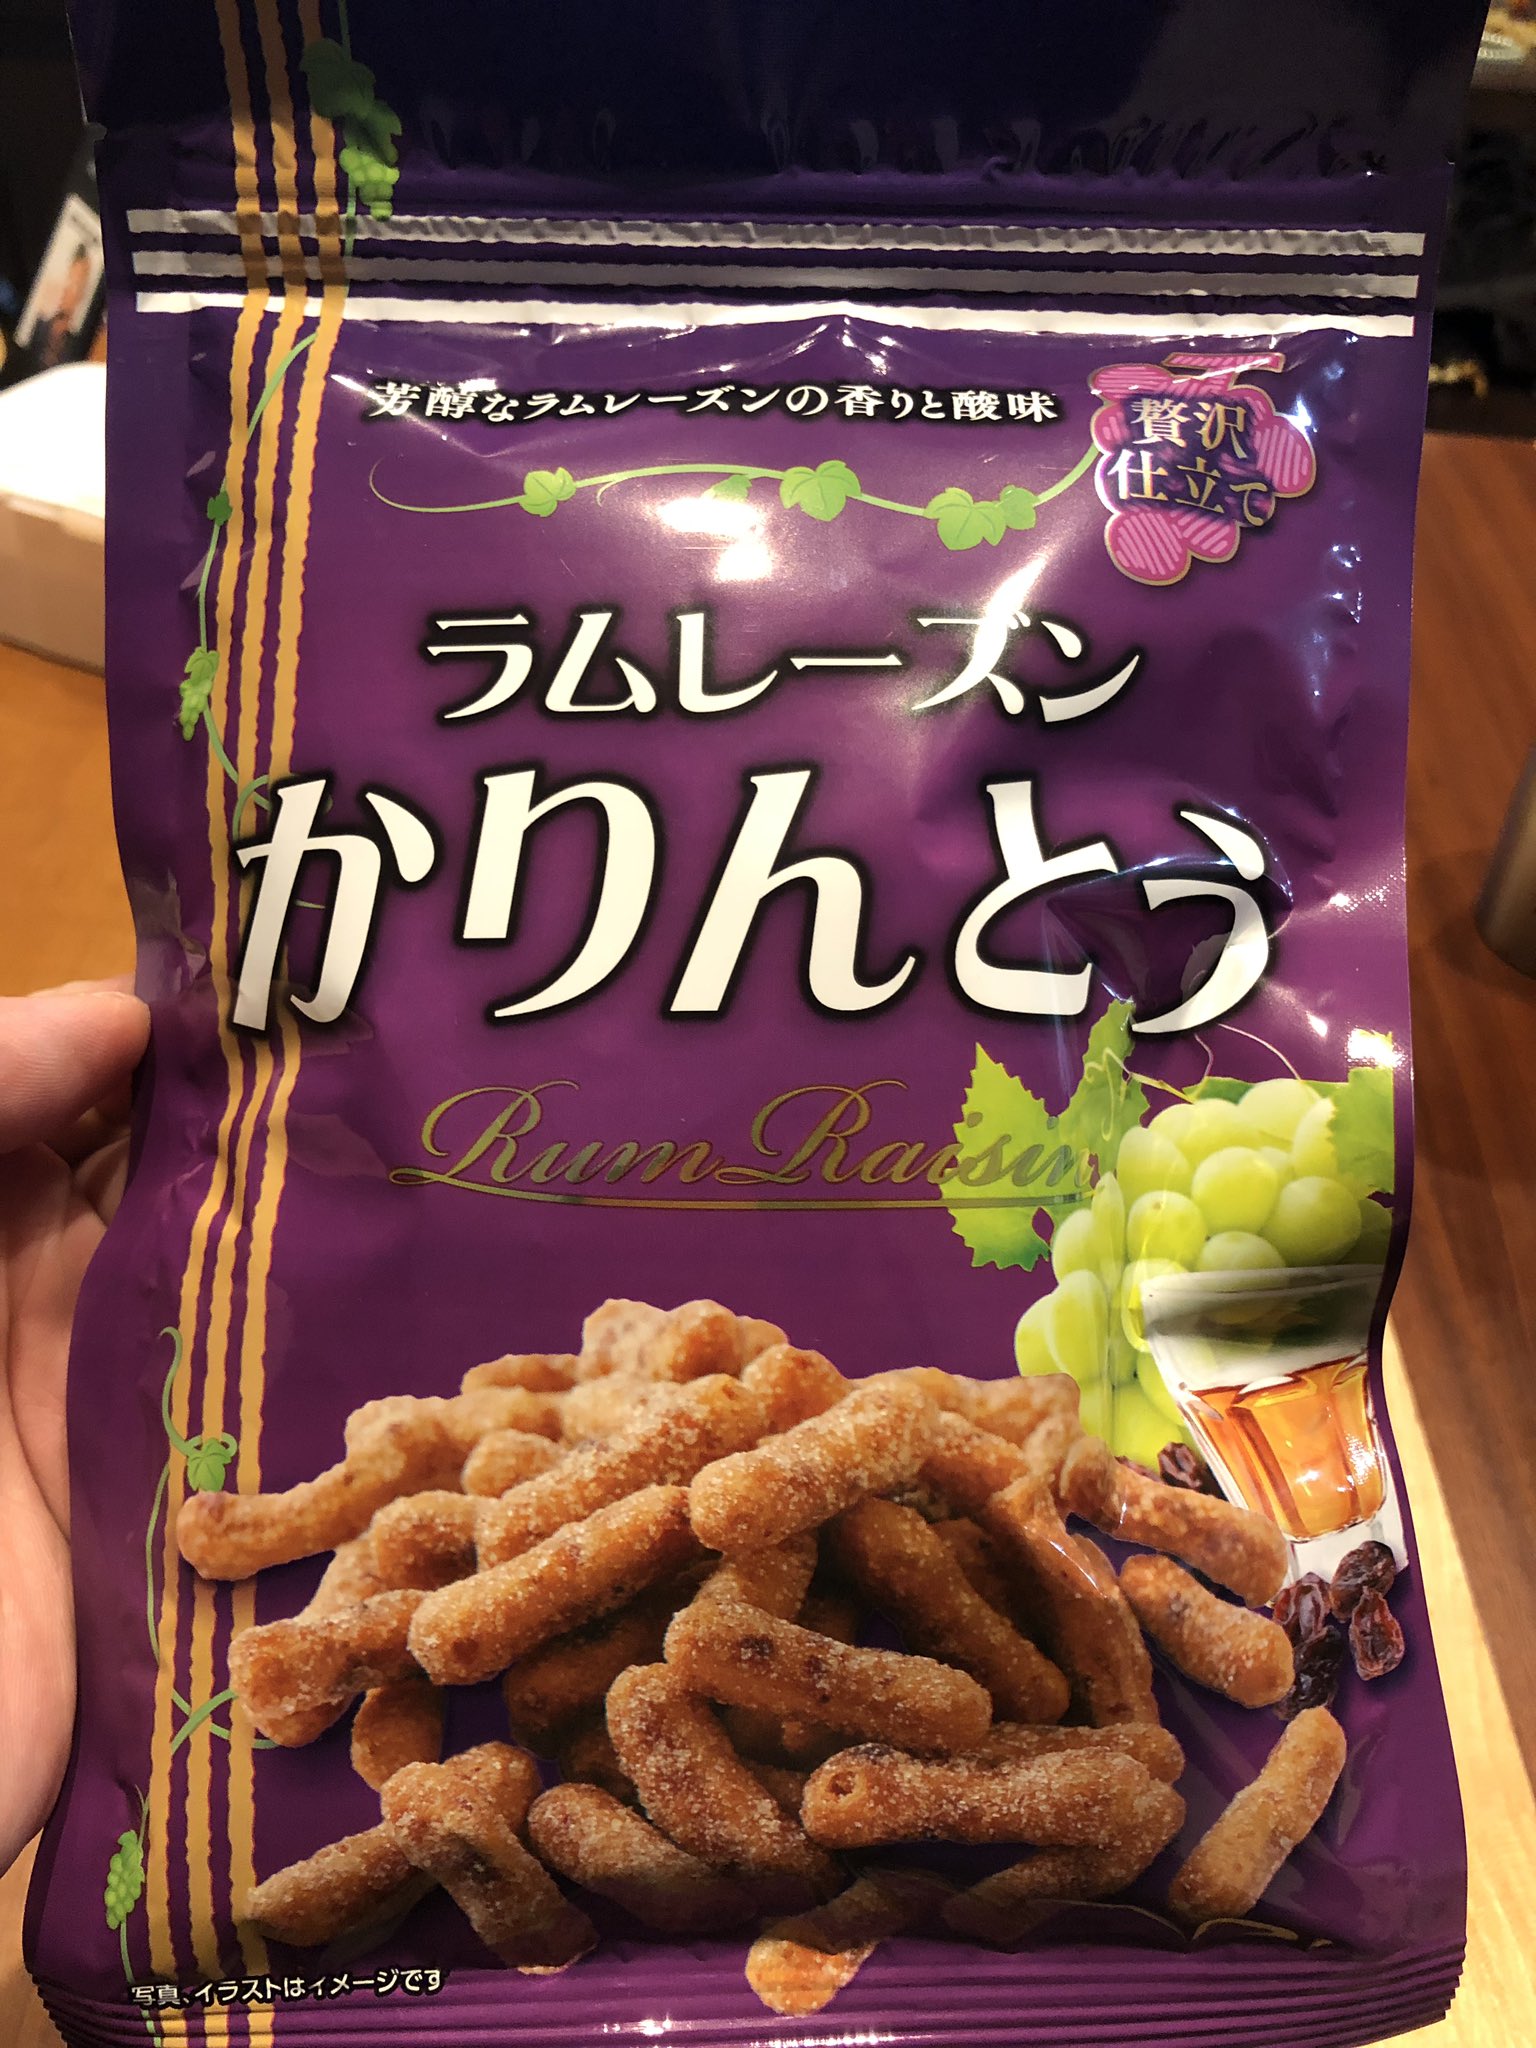 芳醇なラムレーズンの香りと酸味
贅沢
仕立て
ラムレーズン
かりんとう
Rum Raisin
写真、イラストはイメージです